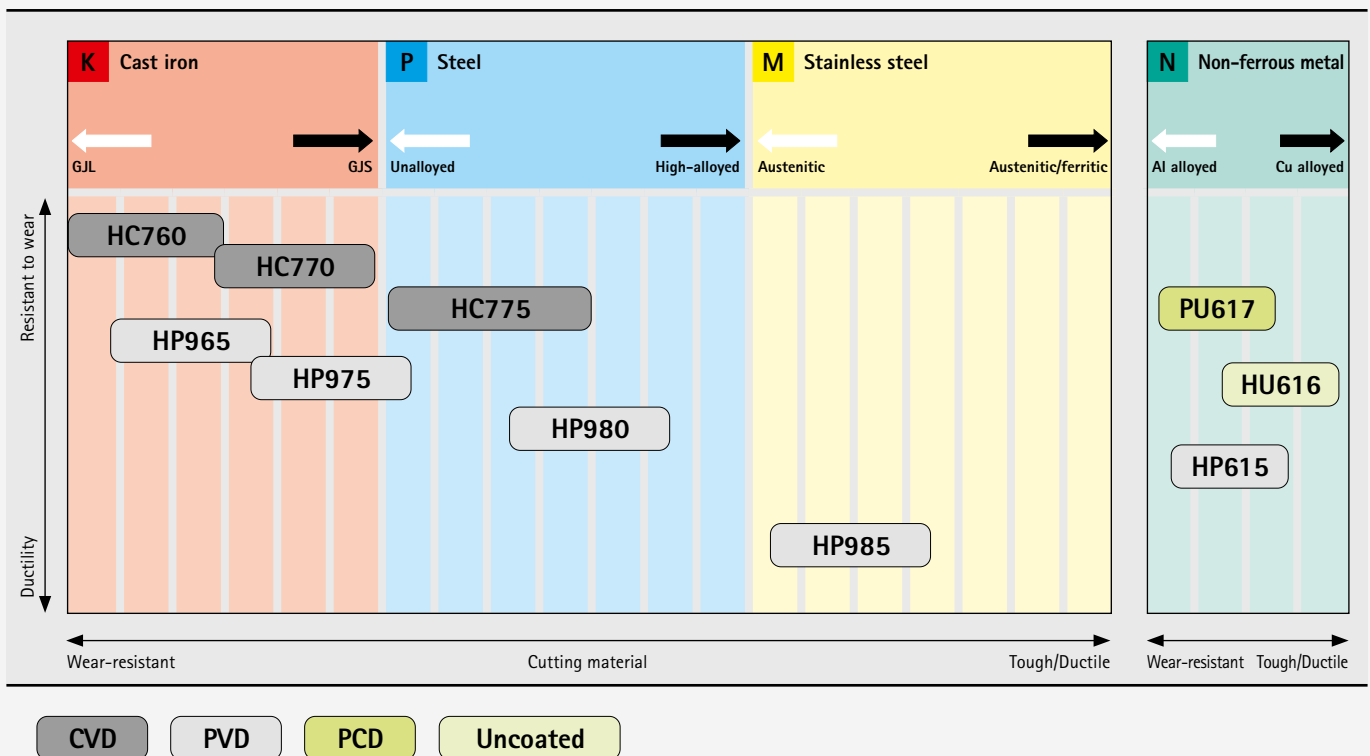 K Cast iron
P Steel
M Stainless steel
N Non-ferrous metal
GJL
GJS
Unalloyed
High-alloyed
Austenitic
Austenitic/ferritic
Al alloyed
Cu alloyed
Resistant to wear
Ductility
HC760
HC770
HC775
HP965
HP975
HP980
HP985
PU617
HU616
HP615
Wear-resistant
Cutting material
Tough/Ductile
Wear-resistant
Tough/Ductile
CVD
PVD
PCD
Uncoated